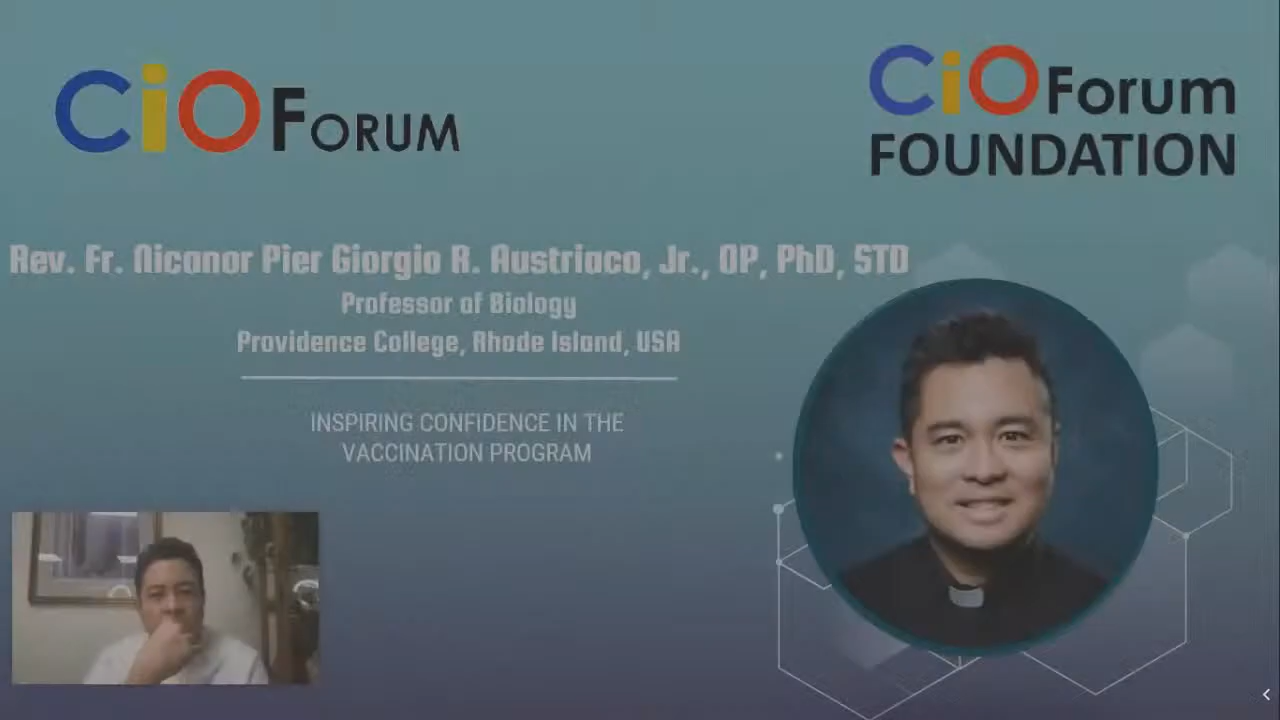 CiO FORUM
CiO Forum
FOUNDATION
Rev. Fr. Nicanor Pier Giorgio R. Austriaco, Jr., OP, PhD, STD
Professor of Biology
Providence College, Rhode Island, USA
INSPIRING CONFIDENCE IN THE
VACCINATION PROGRAM